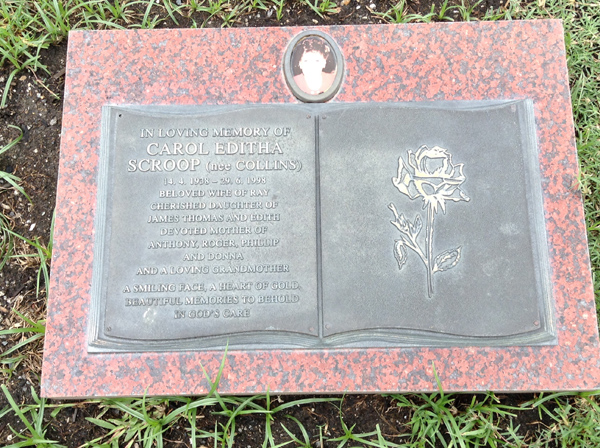 IN LOVING MEMORY OF
CAROL EDITHA
SCROOP (nee COLLINS)
14. 4. 1938 - 29. 6. 1998
BELOVED WIFE OF RAY
CHERISHED DAUGHTER OF
JAMES THOMAS AND EDITH
DEVOTED MOTHER OF
ANTHONY, ROGER, PHILLIP
AND DONNA
AND A LOVING GRANDMOTHER
A SMILING FACE, A HEART OF GOLD,
BEAUTIFUL MEMORIES TO BEHOLD
IN GOD'S CARE